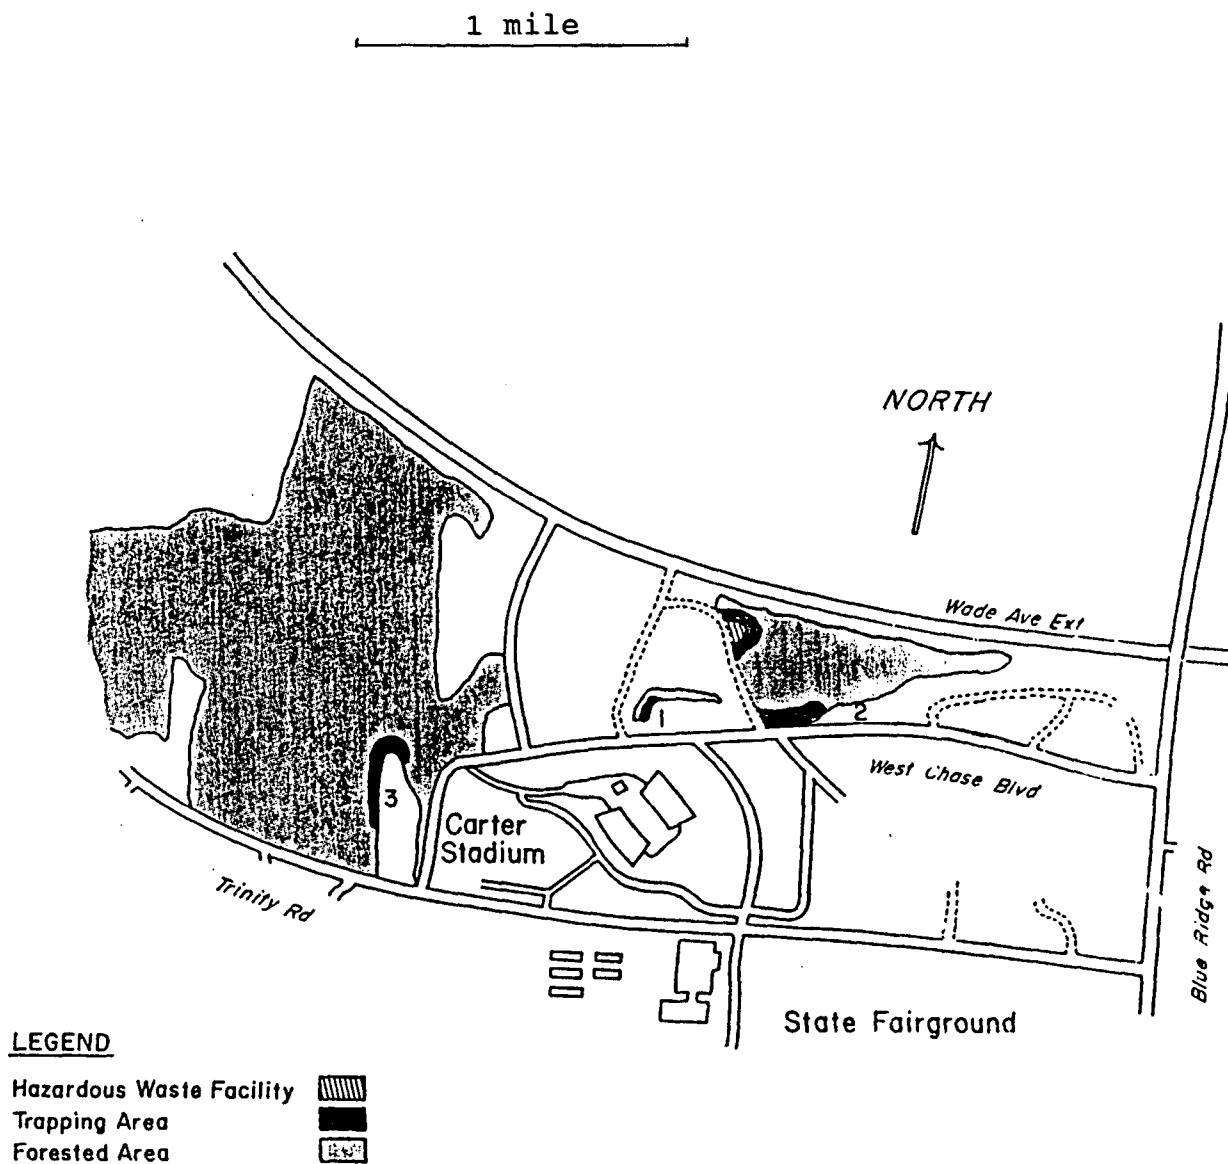 1 mile
NORTH
Wade Ave Ext
1
2
West Chase Blvd
3
Carter
Stadium
Trinity Rd
Blue Ridge Rd
State Fairground
LEGEND
Hazardous Waste Facility
Trapping Area
Forested Area